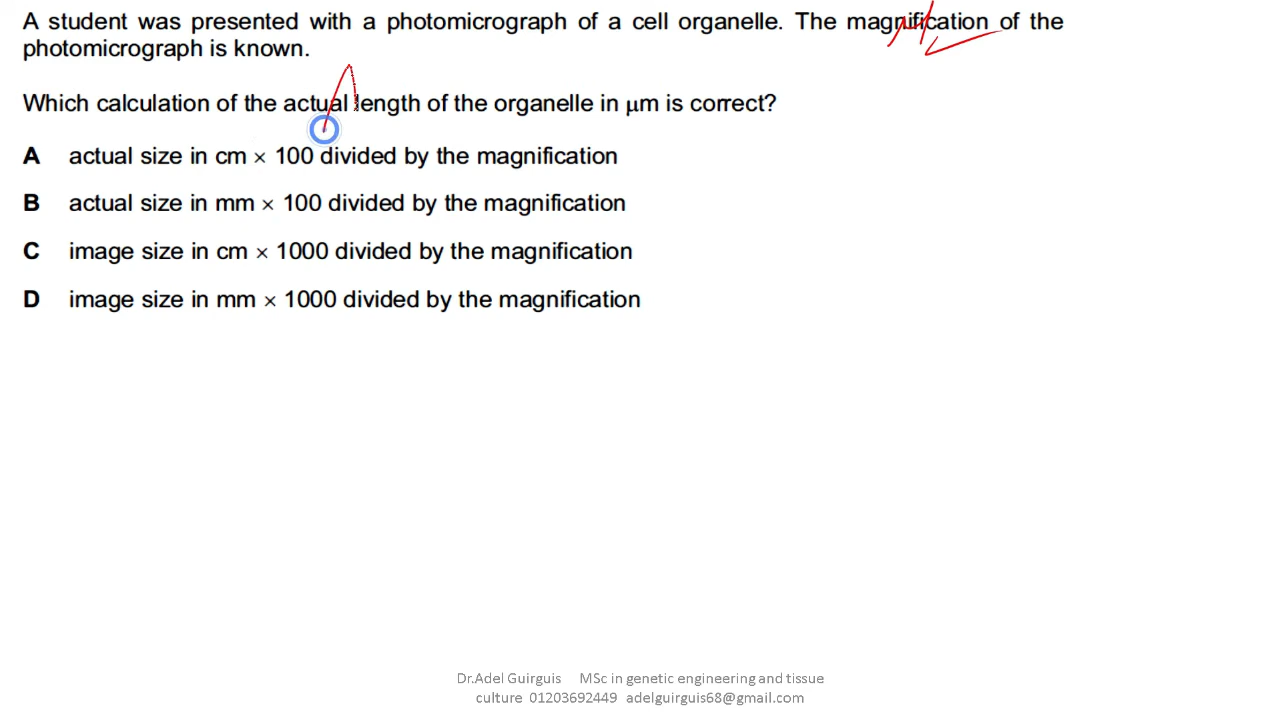 A student was presented with a photomicrograph of a cell organelle. The magnification of the
photomicrograph is known.
Which calculation of the actual length of the organelle in μm is correct?
A actual size in cm × 100 divided by the magnification
B actual size in mm × 100 divided by the magnification
C image size in cm × 1000 divided by the magnification
D image size in mm × 1000 divided by the magnification
Dr.Adel Guirguis MSc in genetic engineering and tissue
culture 01203692449 adelguirguis68@gmail.com